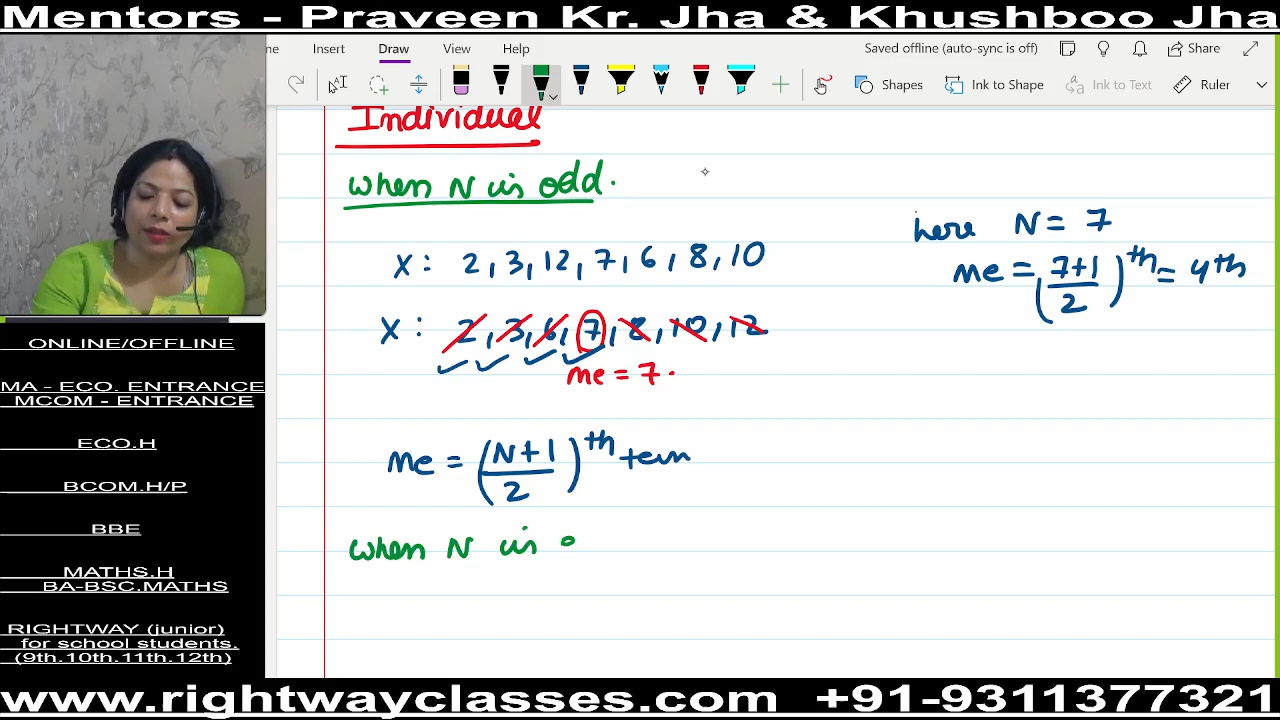 Mentors - Praveen Kr. Jha & Khushboo Jha
Insert Draw View Help
Saved offline (auto-sync is off)
Share
Shapes
Ink to Shape
Ink to Text
Ruler
Individual
when N is odd.
X : 2, 3, 12, 7, 6, 8, 10
X : 2, 3, 6, 7, 8, 10, 12
me = 7.
here N = 7
me = (7+1/2)th = 4th
me = (N+1/2)th term
when N is
ONLINE/OFFLINE
MA - ECO. ENTRANCE
MCOM - ENTRANCE
ECO.H
BCOM.H/P
BBE
MATHS.H
BA-BSC.MATHS
RIGHTWAY (junior)
for school students.
(9th.10th.11th.12th)
www.rightwayclasses.com +91-9311377321